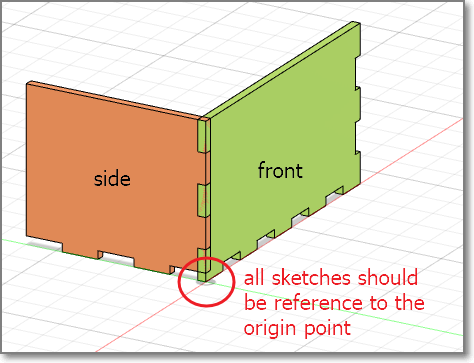 side
front
all sketches should
be reference to the
origin point